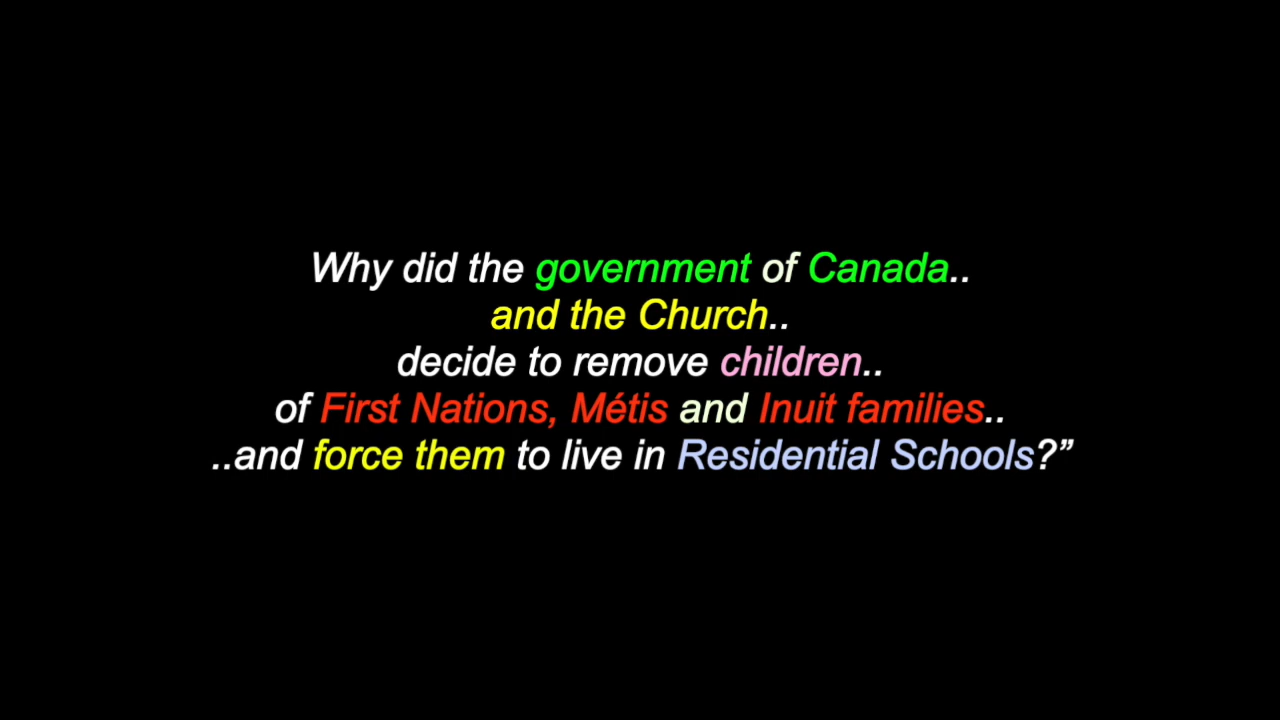 Why did the government of Canada..
and the Church..
decide to remove children..
of First Nations, Métis and Inuit families..
..and force them to live in Residential Schools?”